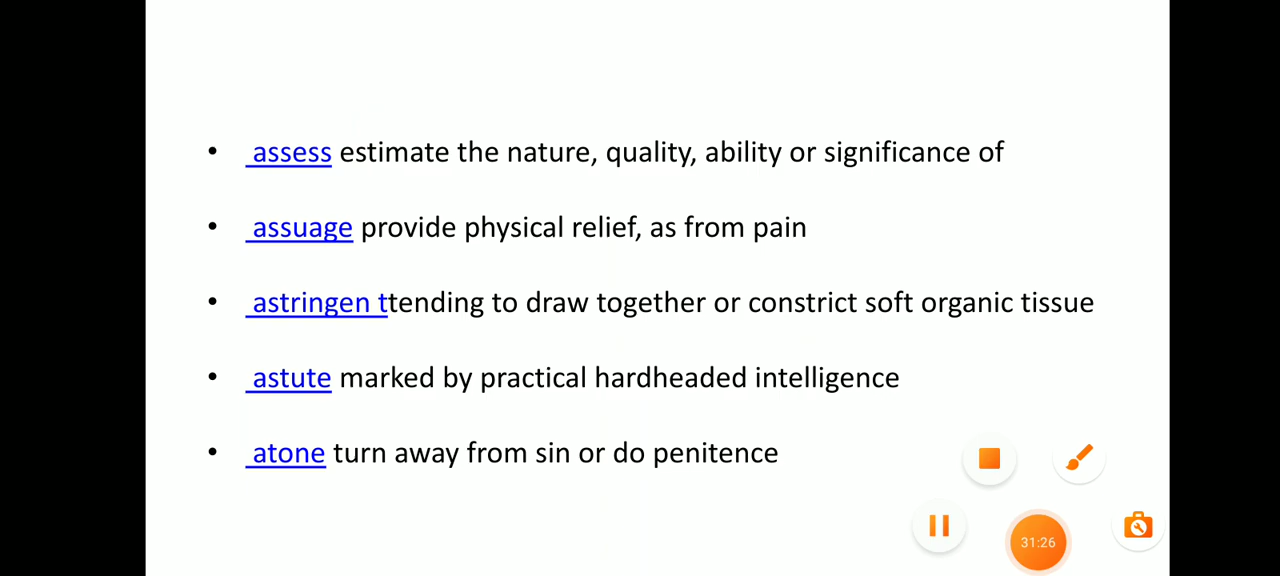 • assess estimate the nature, quality, ability or significance of
• assuage provide physical relief, as from pain
• astringen ttending to draw together or constrict soft organic tissue
• astute marked by practical hardheaded intelligence
• atone turn away from sin or do penitence
31:26